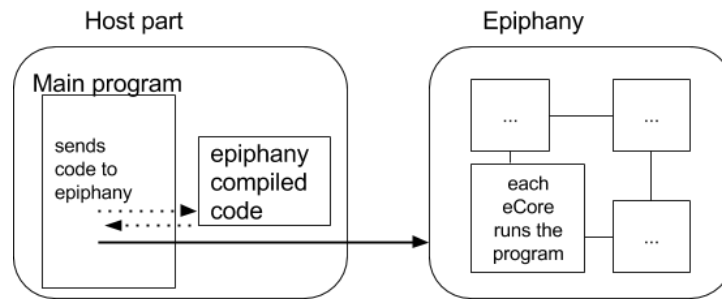 Host part
Main program
sends
code to
epiphany
epiphany
compiled
code
Epiphany
...
...
each
eCore
runs the
program
...